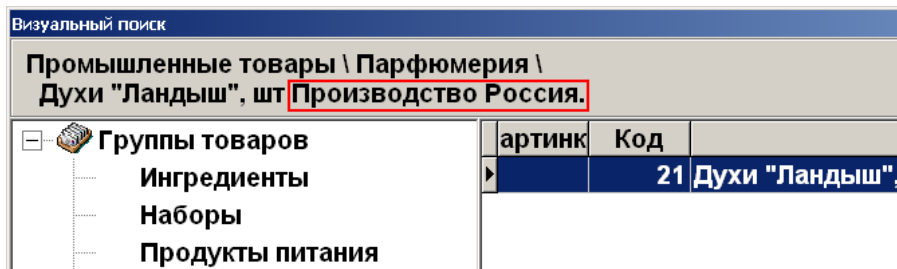 Визуальный поиск
Промышленные товары \ Парфюмерия \
Духи "Ландыш", шт Производство Россия.
Группы товаров
Ингредиенты
Наборы
Продукты питания
артинк Код
21 Духи "Ландыш",